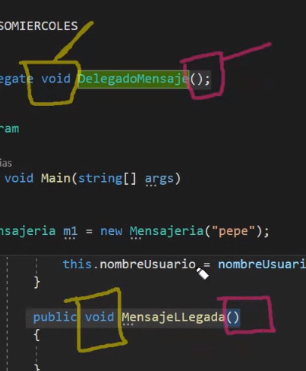 SOMIERCOLES
egate void DelegadoMensaje();
ram
ias
void Main(string[] args)
nsajeria m1 = new Mensajeria("pepe");
this.nombreUsuario = nombreUsuari
}
public void MensajeLLegada()
{
}